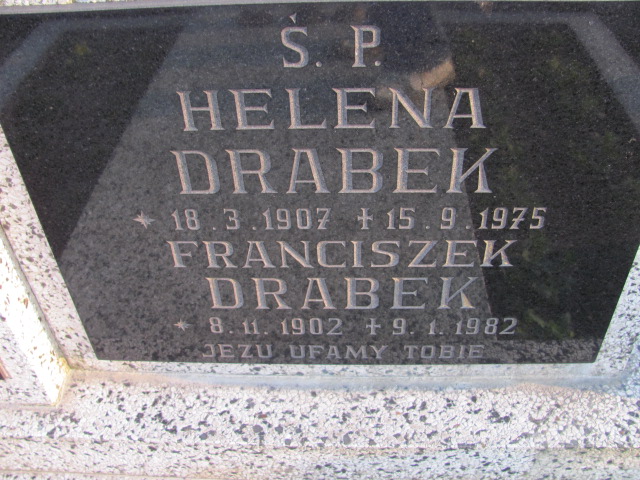 Ś. P.
HELENA
DRABEK
* 18.3.1907 ✝ 15.9.1975
FRANCISZEK
DRABEK
* 8.11.1902 ✝ 9.1.1982
JEZU UFAMY TOBIE